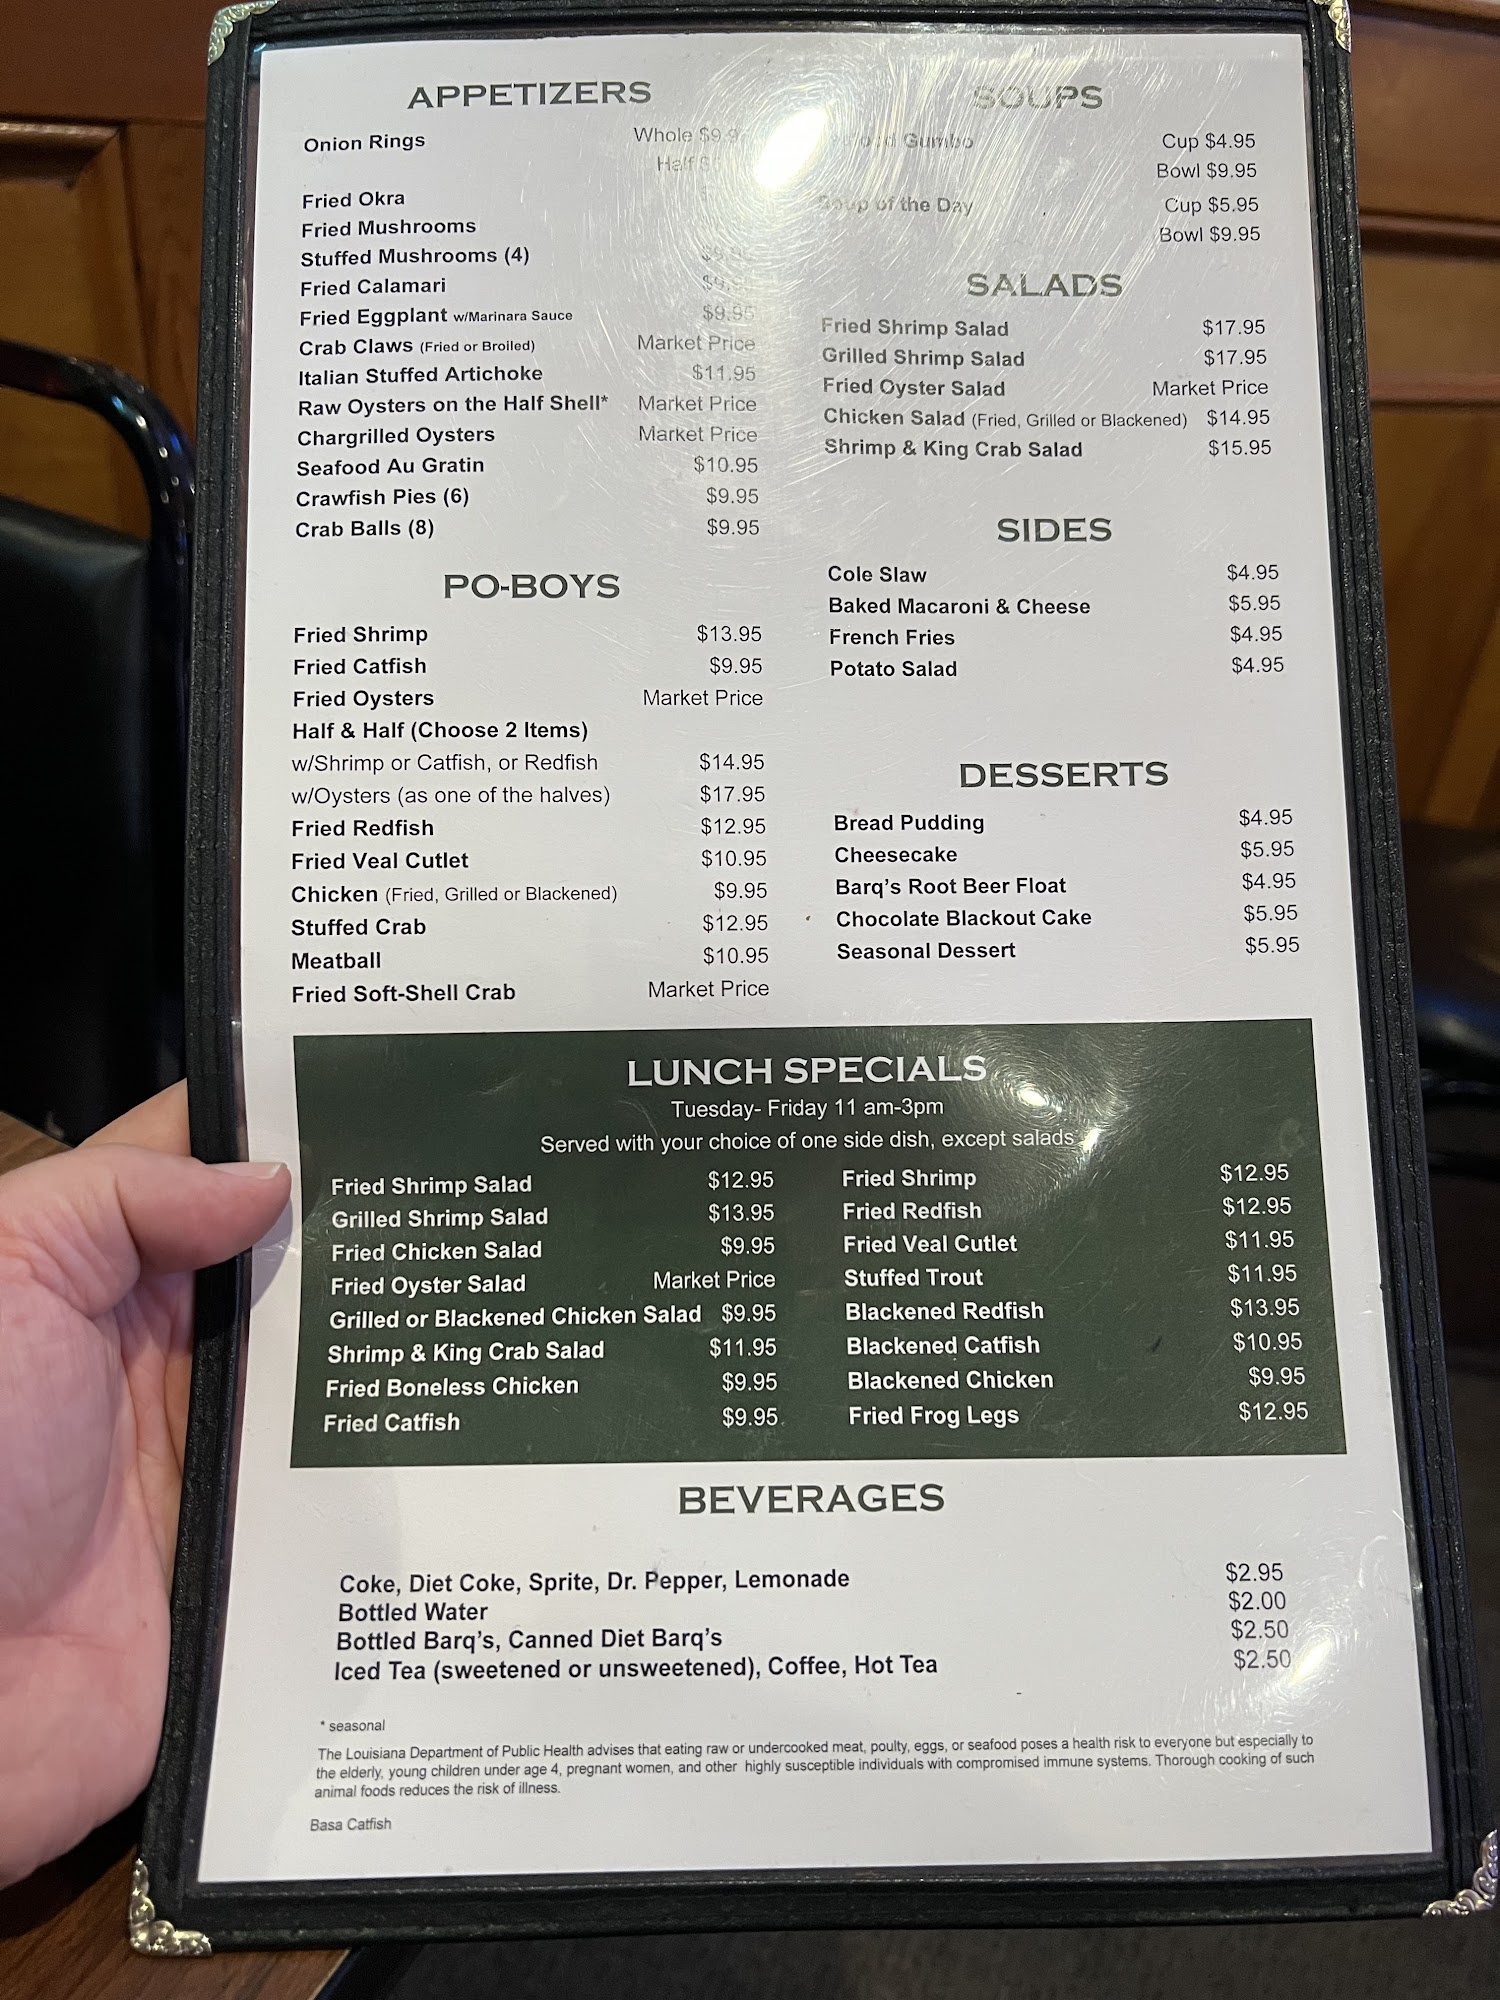 APPETIZERS
Onion Rings Whole
Half
Fried Okra
Fried Mushrooms
Stuffed Mushrooms (4)
Fried Calamari
Fried Eggplant w/Marinara Sauce $9.95
Crab Claws (Fried or Broiled) Market Price
Italian Stuffed Artichoke $11.95
Raw Oysters on the Half Shell* Market Price
Chargrilled Oysters Market Price
Seafood Au Gratin $10.95
Crawfish Pies (6) $9.95
Crab Balls (8) $9.95
PO-BOYS
Fried Shrimp $13.95
Fried Catfish $9.95
Fried Oysters Market Price
Half & Half (Choose 2 Items)
w/Shrimp or Catfish, or Redfish $14.95
w/Oysters (as one of the halves) $17.95
Fried Redfish $12.95
Fried Veal Cutlet $10.95
Chicken (Fried, Grilled or Blackened) $9.95
Stuffed Crab $12.95
Meatball $10.95
Fried Soft-Shell Crab Market Price
SOUPS
Gumbo Cup $4.95
Bowl $9.95
Soup of the Day Cup $5.95
Bowl $9.95
SALADS
Fried Shrimp Salad $17.95
Grilled Shrimp Salad $17.95
Fried Oyster Salad Market Price
Chicken Salad (Fried, Grilled or Blackened) $14.95
Shrimp & King Crab Salad $15.95
SIDES
Cole Slaw $4.95
Baked Macaroni & Cheese $5.95
French Fries $4.95
Potato Salad $4.95
DESSERTS
Bread Pudding $4.95
Cheesecake $5.95
Barq's Root Beer Float $4.95
Chocolate Blackout Cake $5.95
Seasonal Dessert $5.95
LUNCH SPECIALS
Tuesday- Friday 11 am-3pm
Served with your choice of one side dish, except salads
Fried Shrimp Salad $12.95
Grilled Shrimp Salad $13.95
Fried Chicken Salad $9.95
Fried Oyster Salad Market Price
Grilled or Blackened Chicken Salad $9.95
Shrimp & King Crab Salad $11.95
Fried Boneless Chicken $9.95
Fried Catfish $9.95
Fried Shrimp $12.95
Fried Redfish $12.95
Fried Veal Cutlet $11.95
Stuffed Trout $11.95
Blackened Redfish $13.95
Blackened Catfish $10.95
Blackened Chicken $9.95
Fried Frog Legs $12.95
BEVERAGES
Coke, Diet Coke, Sprite, Dr. Pepper, Lemonade $2.95
Bottled Water $2.00
Bottled Barq's, Canned Diet Barq's $2.50
Iced Tea (sweetened or unsweetened), Coffee, Hot Tea $2.50
* seasonal
The Louisiana Department of Public Health advises that eating raw or undercooked meat, poulty, eggs, or seafood poses a health risk to everyone but especially to
the elderly, young children under age 4, pregnant women, and other highly susceptible individuals with compromised immune systems. Thorough cooking of such
animal foods reduces the risk of illness.
Basa Catfish